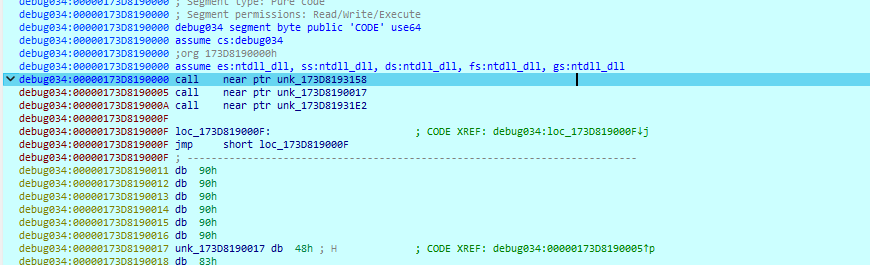 debug034:00000173D8190000 ; Segment type: Pure code
debug034:00000173D8190000 ; Segment permissions: Read/Write/Execute
debug034:00000173D8190000 debug034 segment byte public 'CODE' use64
debug034:00000173D8190000 assume cs:debug034
debug034:00000173D8190000 ;org 173D8190000h
debug034:00000173D8190000 assume es:ntdll_dll, ss:ntdll_dll, ds:ntdll_dll, fs:ntdll_dll, gs:ntdll_dll
debug034:00000173D8190000 call near ptr unk_173D8193158
debug034:00000173D8190005 call near ptr unk_173D8190017
debug034:00000173D819000A call near ptr unk_173D81931E2
debug034:00000173D819000F
debug034:00000173D819000F loc_173D819000F: ; CODE XREF: debug034:loc_173D819000F↓j
debug034:00000173D819000F jmp short loc_173D819000F
debug034:00000173D819000F ; ---------------------------------------------------------------------------
debug034:00000173D8190011 db 90h
debug034:00000173D8190012 db 90h
debug034:00000173D8190013 db 90h
debug034:00000173D8190014 db 90h
debug034:00000173D8190015 db 90h
debug034:00000173D8190016 db 90h
debug034:00000173D8190017 unk_173D8190017 db 48h ; H ; CODE XREF: debug034:00000173D8190005↑p
debug034:00000173D8190018 db 83h